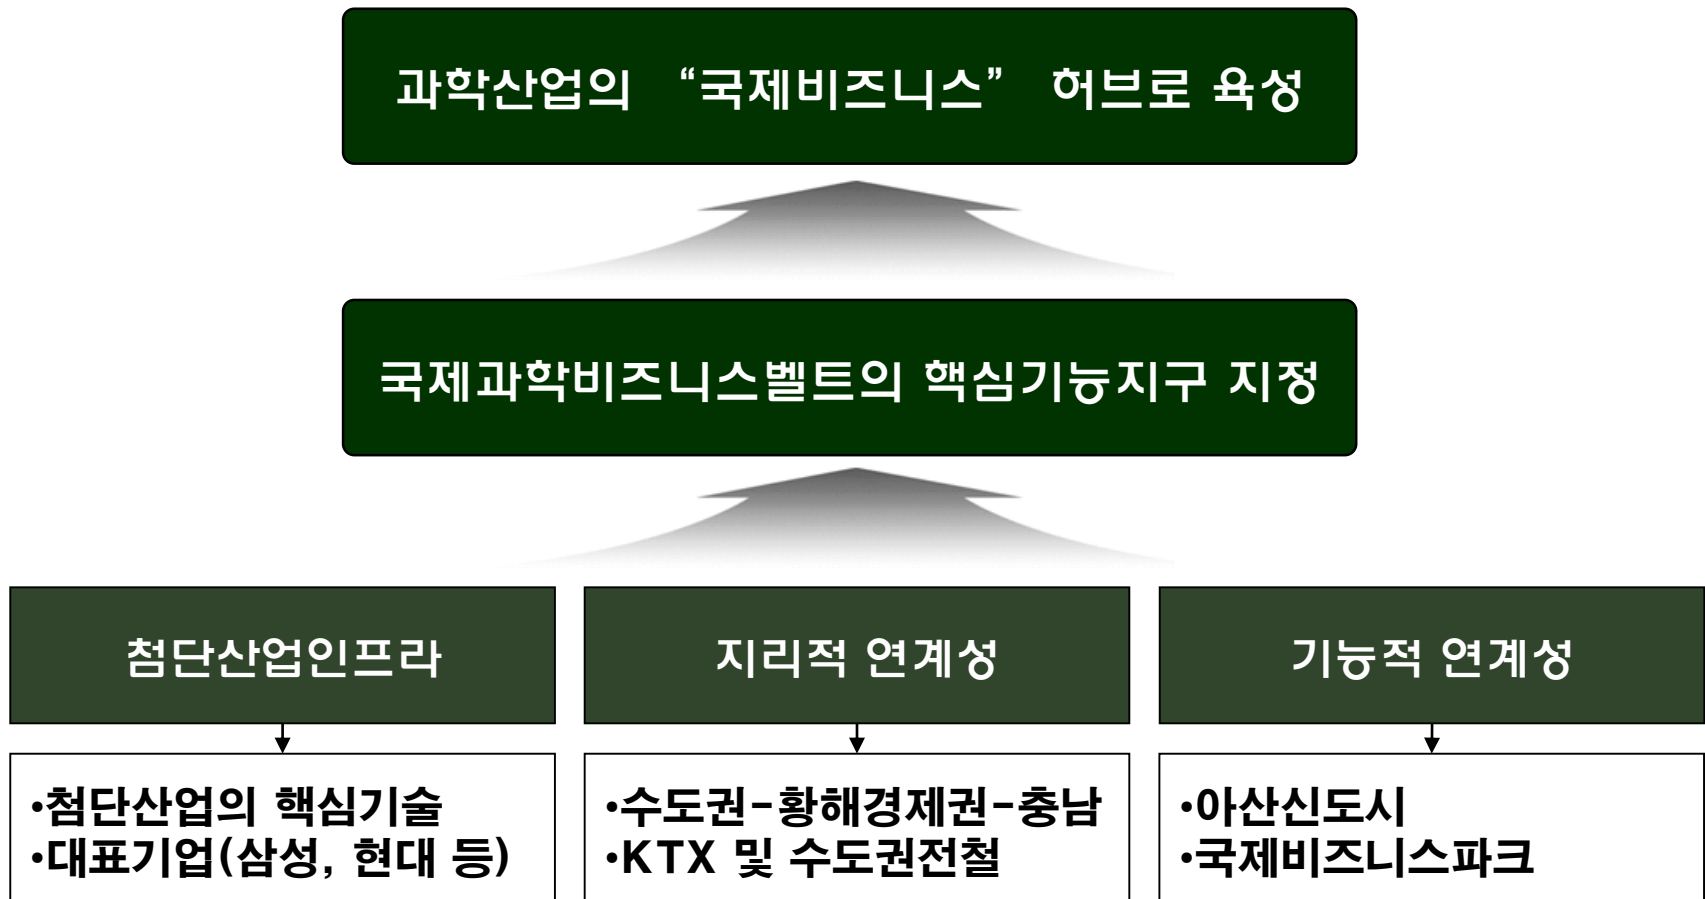 과학산업의 “국제비즈니스” 허브로 육성
국제과학비즈니스벨트의 핵심기능지구 지정
첨단산업인프라
지리적 연계성
기능적 연계성
•첨단산업의 핵심기술
•대표기업(삼성, 현대 등)
•수도권-황해경제권-충남
•KTX 및 수도권전철
•아산신도시
•국제비즈니스파크